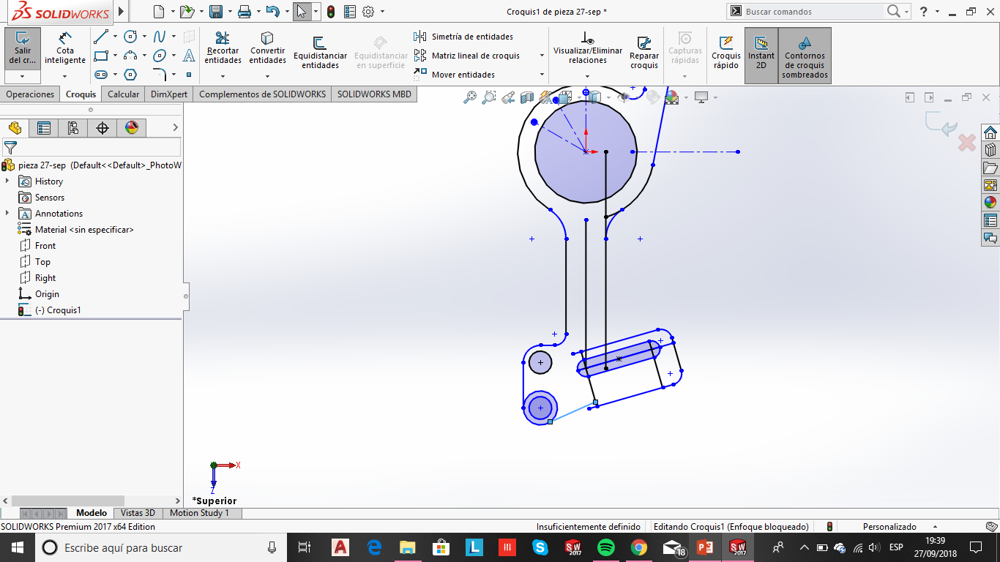 SOLIDWORKS
Croquis1 de pieza 27-sep *
Buscar comandos
Salir del cr...
Cota inteligente
Recortar entidades
Convertir entidades
Equidistanciar entidades
Equidistanciar en superficie
Simetría de entidades
Matriz lineal de croquis
Mover entidades
Visualizar/Eliminar relaciones
Reparar croquis
Capturas rápidas
Croquis rápido
Instant 2D
Contornos de croquis sombreados
Operaciones
Croquis
Calcular
DimXpert
Complementos de SOLIDWORKS
SOLIDWORKS MBD
pieza 27-sep (Default<<Default>_PhotoW
History
Sensors
Annotations
Material <sin especificar>
Front
Top
Right
Origin
(-) Croquis1
X
Z
*Superior
Modelo
Vistas 3D
Motion Study 1
SOLIDWORKS Premium 2017 x64 Edition
Insuficientemente definido
Editando Croquis1 (Enfoque bloqueado)
Personalizado
Escribe aquí para buscar
18
SW 2017
SW 2017
ESP
19:39
27/09/2018